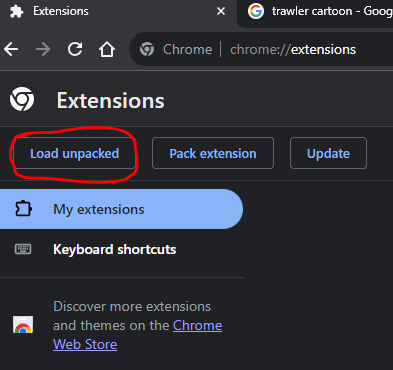 Extensions
trawler cartoon - Goog
Chrome
chrome://extensions
Extensions
Load unpacked
Pack extension
Update
My extensions
Keyboard shortcuts
Discover more extensions
and themes on the Chrome
Web Store